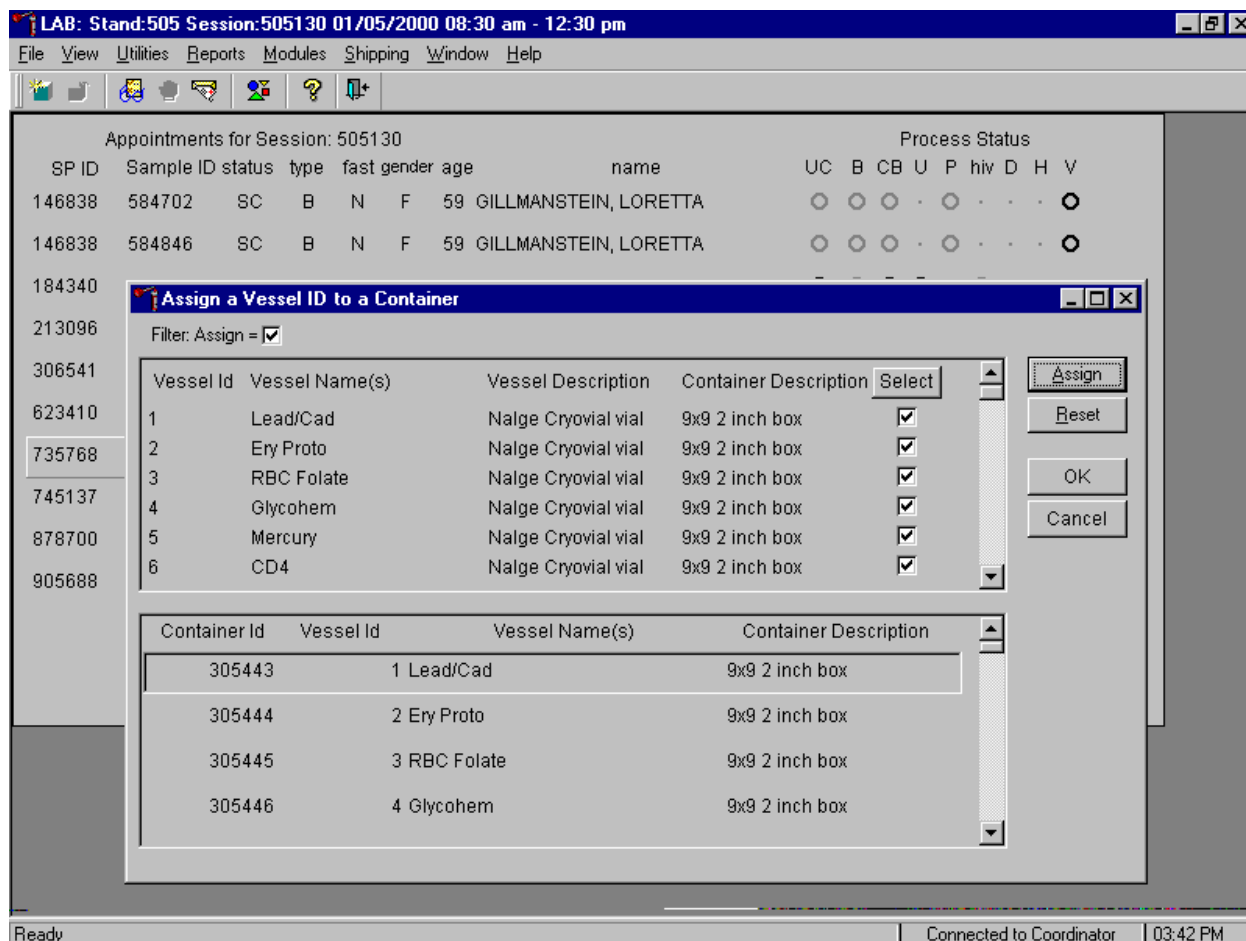 LAB: Stand:505 Session:505130 01/05/2000 08:30 am - 12:30 pm
File View Utilities Reports Modules Shipping Window Help
Appointments for Session: 505130 Process Status
SP ID Sample ID status type fast gender age name UC B CB U P hiv D H V
146838 584702 SC B N F 59 GILLMANSTEIN, LORETTA
146838 584846 SC B N F 59 GILLMANSTEIN, LORETTA
184340
213096
306541
623410
735768
745137
878700
905688
Assign a Vessel ID to a Container
Filter: Assign =
Vessel Id Vessel Name(s) Vessel Description Container Description Select
1 Lead/Cad Nalge Cryovial vial 9x9 2 inch box
2 Ery Proto Nalge Cryovial vial 9x9 2 inch box
3 RBC Folate Nalge Cryovial vial 9x9 2 inch box
4 Glycohem Nalge Cryovial vial 9x9 2 inch box
5 Mercury Nalge Cryovial vial 9x9 2 inch box
6 CD4 Nalge Cryovial vial 9x9 2 inch box
Assign
Reset
OK
Cancel
Container Id Vessel Id Vessel Name(s) Container Description
305443 1 Lead/Cad 9x9 2 inch box
305444 2 Ery Proto 9x9 2 inch box
305445 3 RBC Folate 9x9 2 inch box
305446 4 Glycohem 9x9 2 inch box
Ready Connected to Coordinator 03:42 PM